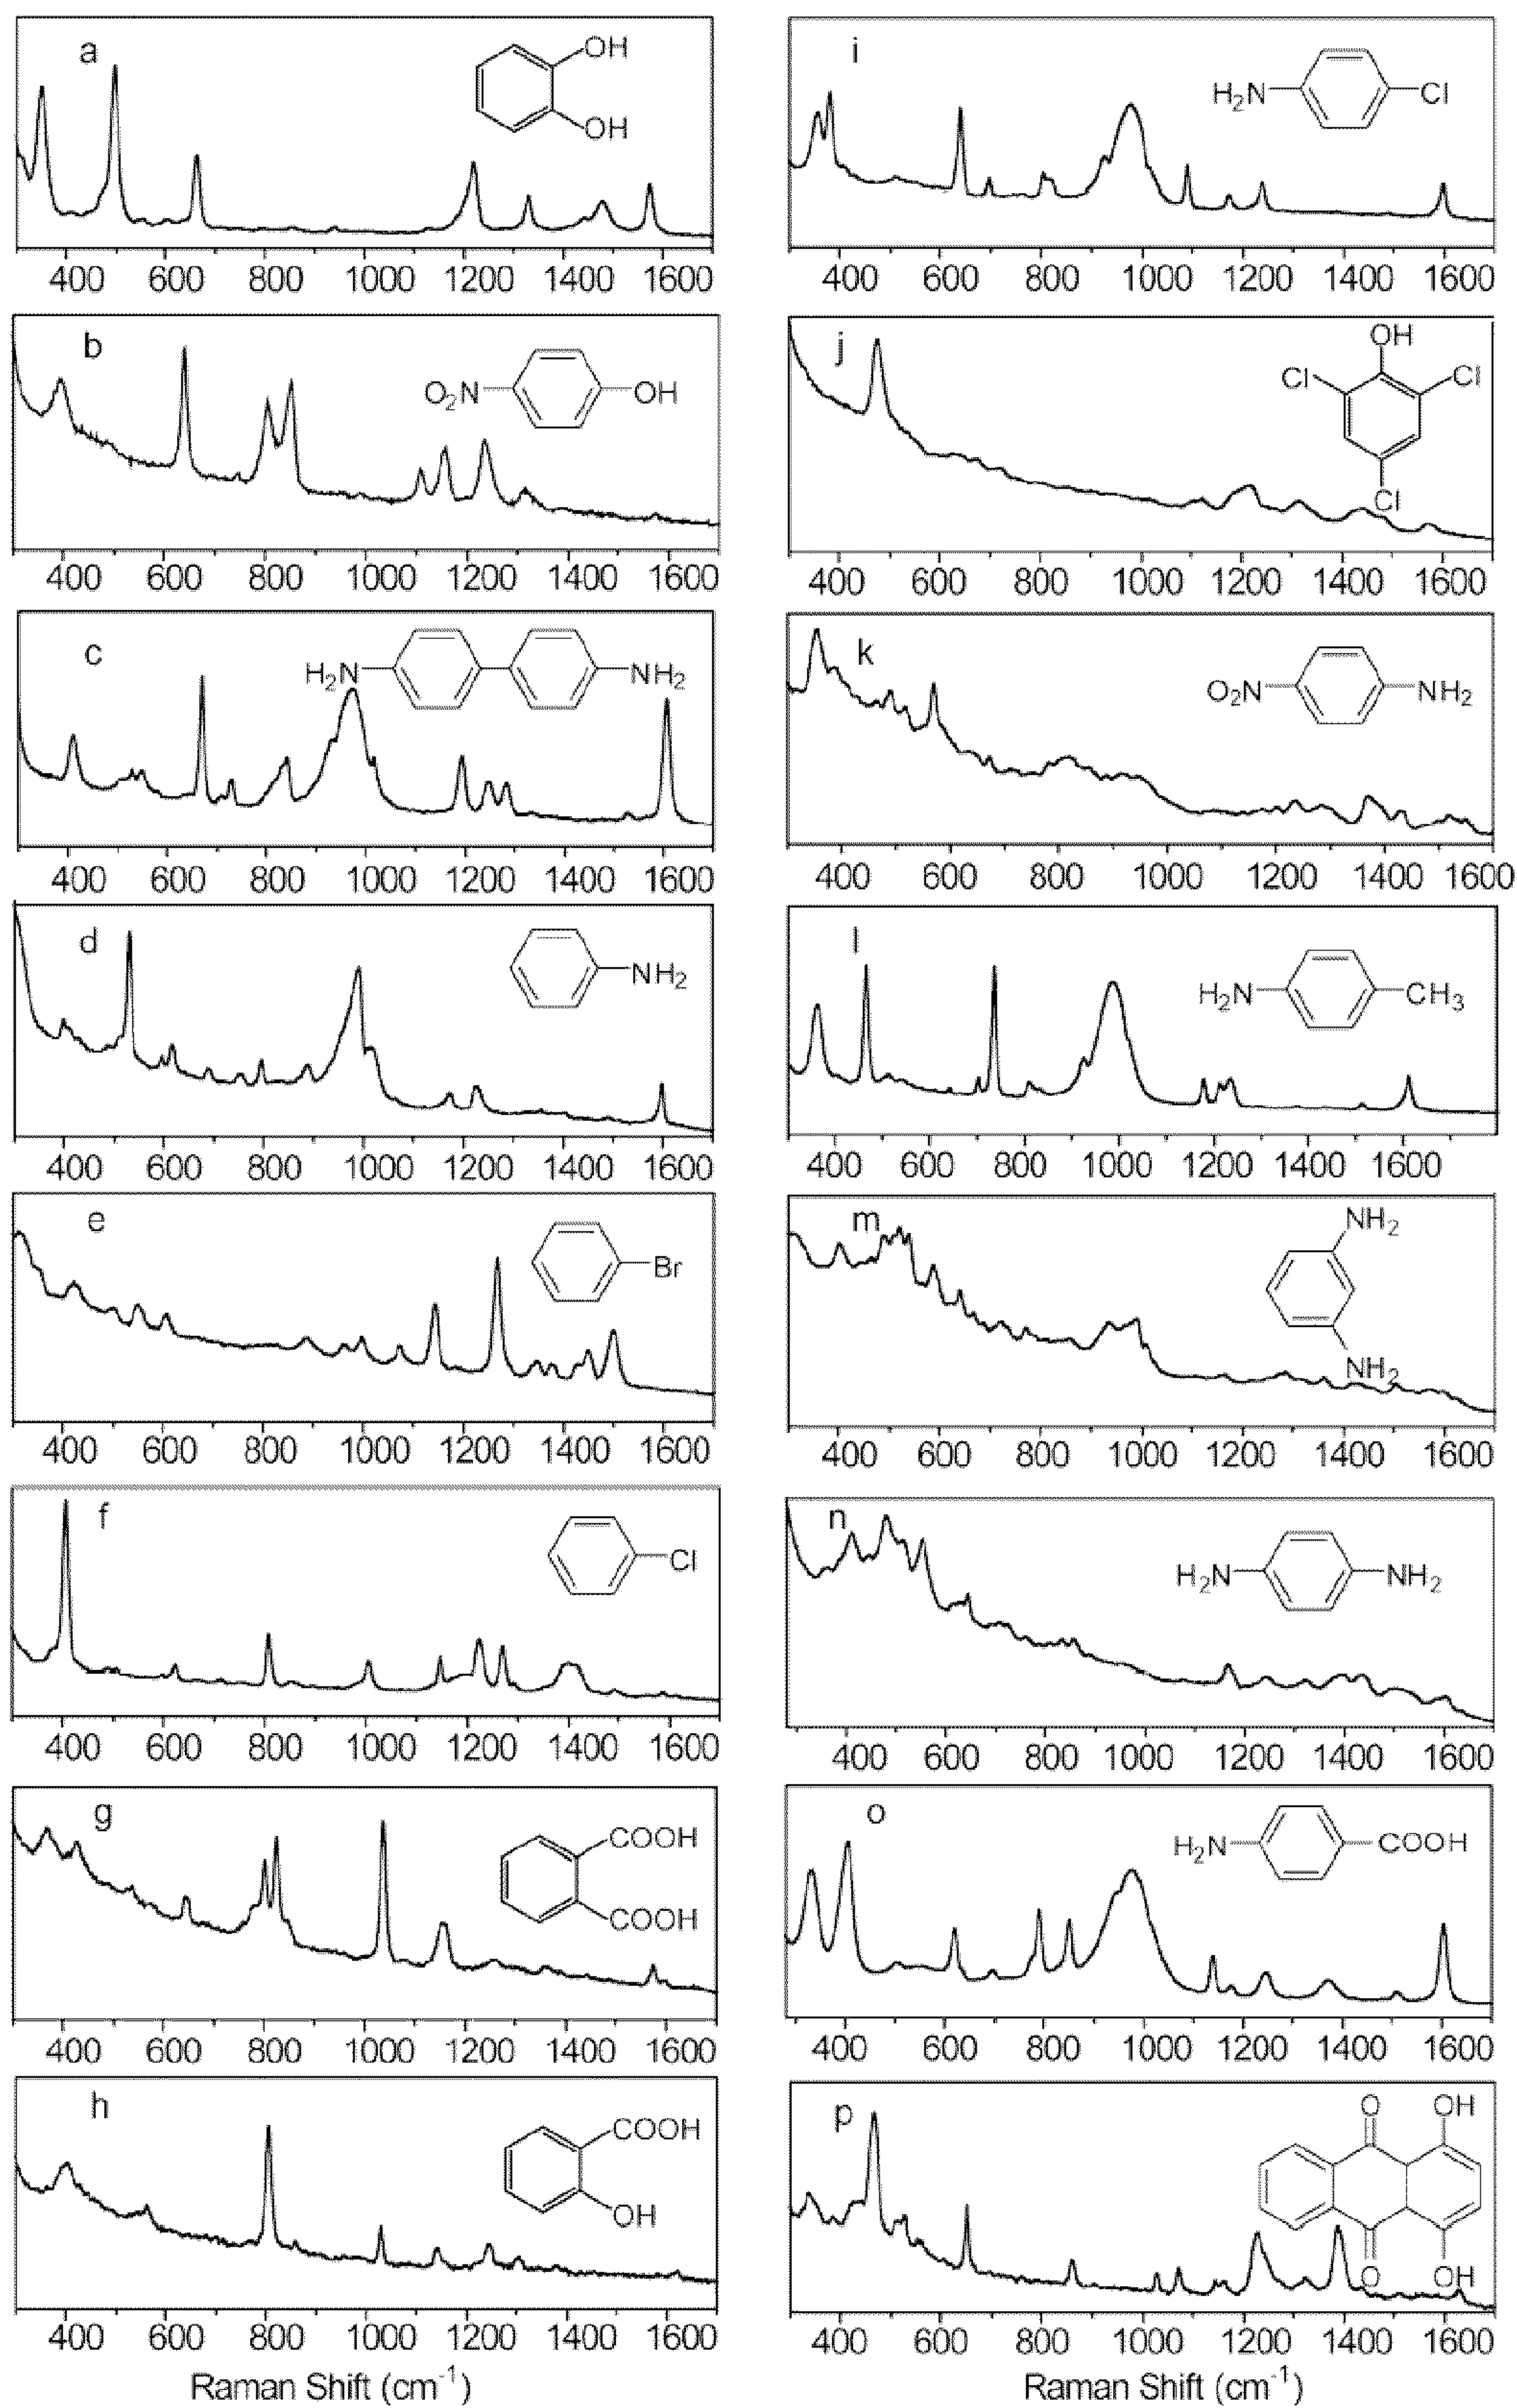 a
OH
OH
400 600 800 1000 1200 1400 1600
b
O2N OH
400 600 800 1000 1200 1400 1600
c
H2N NH2
400 600 800 1000 1200 1400 1600
d
NH2
400 600 800 1000 1200 1400 1600
e
Br
400 600 800 1000 1200 1400 1600
f
Cl
400 600 800 1000 1200 1400 1600
g
COOH
COOH
400 600 800 1000 1200 1400 1600
h
COOH
OH
400 600 800 1000 1200 1400 1600
Raman Shift (cm-1)
i
H2N Cl
400 600 800 1000 1200 1400 1600
j
OH
Cl Cl
Cl
400 600 800 1000 1200 1400 1600
k
O2N NH2
400 600 800 1000 1200 1400 1600
l
H2N CH3
400 600 800 1000 1200 1400 1600
m
NH2
NH2
400 600 800 1000 1200 1400 1600
n
H2N NH2
400 600 800 1000 1200 1400 1600
o
H2N COOH
400 600 800 1000 1200 1400 1600
p
O OH
O OH
400 600 800 1000 1200 1400 1600
Raman Shift (cm-1)